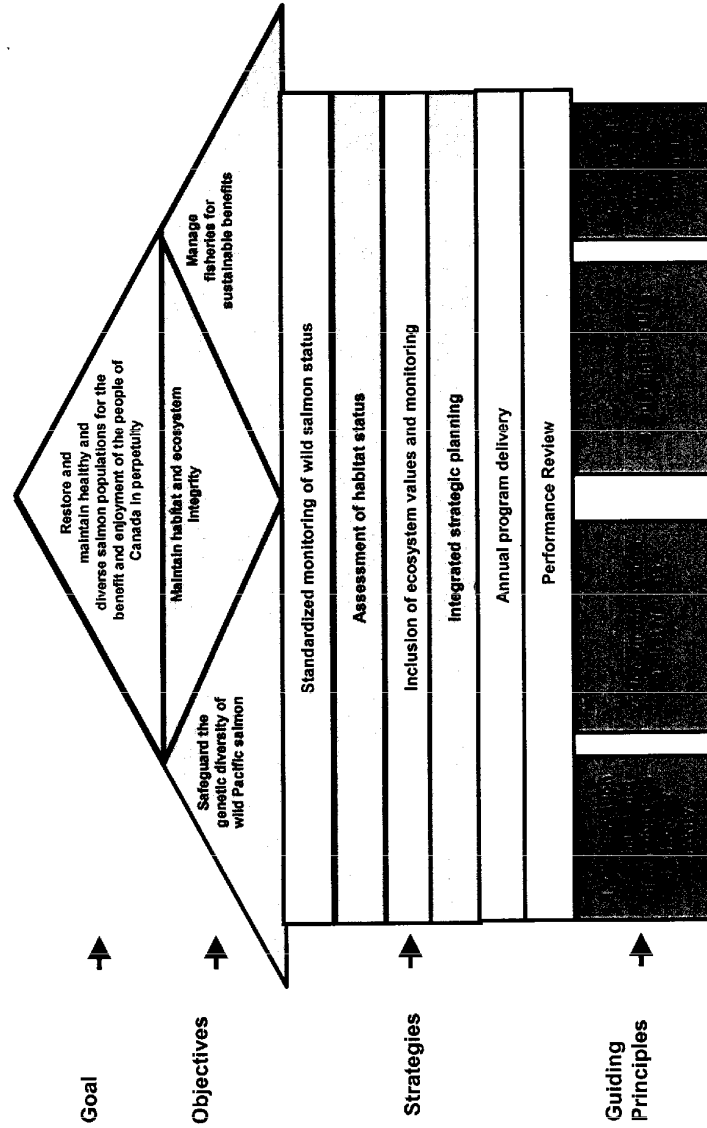 Goal
Restore and
maintain healthy and
diverse salmon populations for the
benefit and enjoyment of the people of
Canada in perpetuity
Objectives
Safeguard the
genetic diversity of
wild Pacific salmon
Maintain habitat and ecosystem
Integrity
Manage
fisheries for
sustainable benefits
Strategies
Standardized monitoring of wild salmon status
Assessment of habitat status
Inclusion of ecosystem values and monitoring
Integrated strategic planning
Annual program delivery
Performance Review
Guiding
Principles